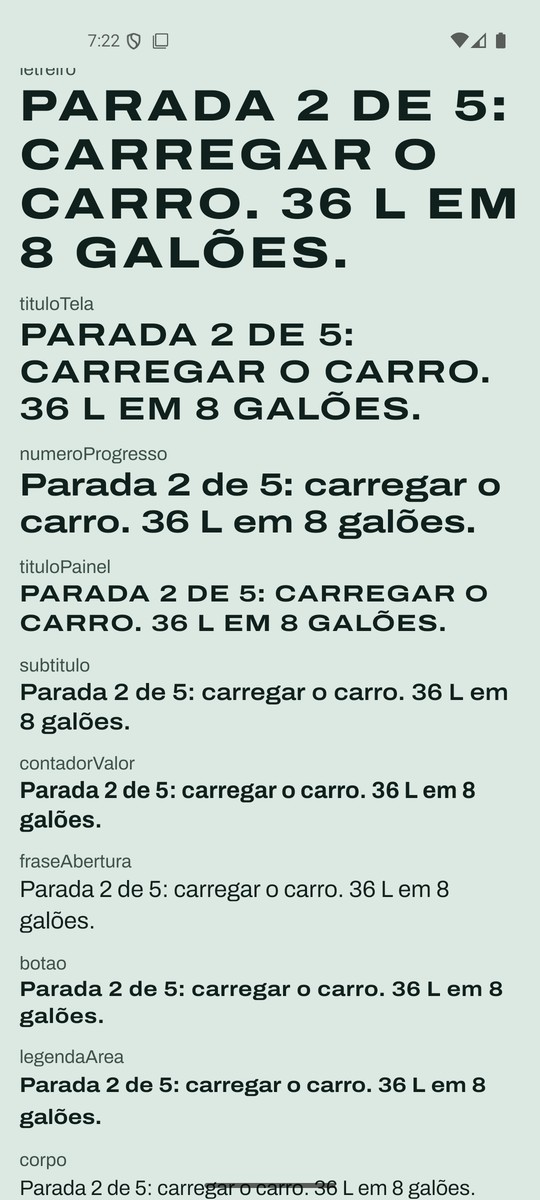 7:22
letreiro
PARADA 2 DE 5:
CARREGAR O
CARRO. 36 L EM
8 GALÕES.
tituloTela
PARADA 2 DE 5:
CARREGAR O CARRO.
36 L EM 8 GALÕES.
numeroProgresso
Parada 2 de 5: carregar o
carro. 36 L em 8 galões.
tituloPainel
PARADA 2 DE 5: CARREGAR O
CARRO. 36 L EM 8 GALÕES.
subtitulo
Parada 2 de 5: carregar o carro. 36 L em
8 galões.
contadorValor
Parada 2 de 5: carregar o carro. 36 L em 8
galões.
fraseAbertura
Parada 2 de 5: carregar o carro. 36 L em 8
galões.
botao
Parada 2 de 5: carregar o carro. 36 L em 8
galões.
legendaArea
Parada 2 de 5: carregar o carro. 36 L em 8
galões.
corpo
Parada 2 de 5: carregar o carro. 36 L em 8 galões.